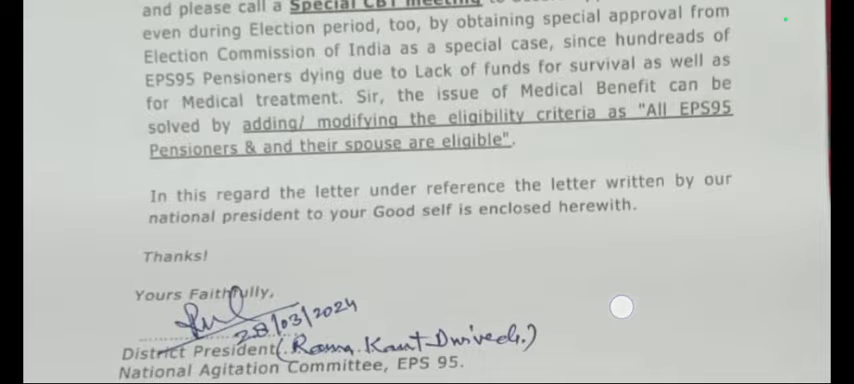 and please call a Special CBT meeting
even during Election period, too, by obtaining special approval from
Election Commission of India as a special case, since hundreds of
EPS95 Pensioners dying due to Lack of funds for survival as well as
for Medical treatment. Sir, the issue of Medical Benefit can be
solved by adding/ modifying the eligibility criteria as "All EPS95
Pensioners & and their spouse are eligible".
In this regard the letter under reference the letter written by our
national president to your Good self is enclosed herewith.
Thanks!
Yours Faithfully,
28/03/2024
District President (Rama Kant Dwivedi.)
National Agitation Committee, EPS 95.